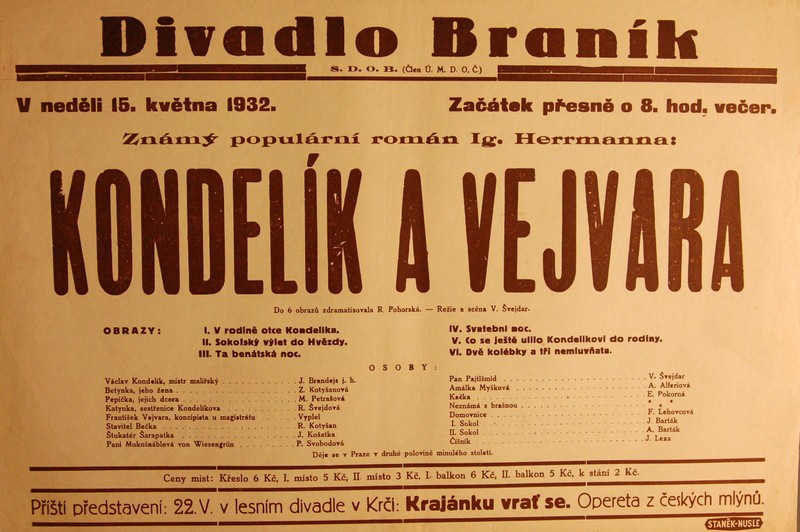 Divadlo Braník
S. D. O. B. (Člen Ú. M. D. O. Č.)
V neděli 15. května 1932.
Začátek přesně o 8. hod. večer.
Známý populární román Ig. Herrmanna:
KONDELÍK A VEJVARA
Do 6 obrazů zdramatisovala R. Pohorská. — Režie a scéna V. Švejdar.
OBRAZY:
I. V rodině otce Kondelíka.
II. Sokolský výlet do Hvězdy.
III. Ta benátská noc.
IV. Svatební noc.
V. Co se ještě ulilo Kondelíkovi do rodiny.
VI. Dvě kolébky a tři nemluvňata.
OSOBY:
Václav Kondelík, mistr malířský . . . . J. Brandejs j. h.
Betynka, jeho žena . . . . Z. Kotyšanová
Pepička, jejich dcera . . . . M. Petrašová
Katynka, sestřenice Kondelíkova . . . . R. Švejdová
František Vejvara, koncipista u magistrátu . . . . Vyplel
Stavitel Bečka . . . . R. Kotyšan
Štukatér Šarapatka . . . . J. Košatka
Paní Muknšnáblová von Wiesengrün . . . . P. Svobodová
Pan Pajtlšmíd . . . . V. Švejdar
Amálka Myšková . . . . A. Alferiová
Kačka . . . . E. Pokorná
Neznámá s brašnou . . . . * * *
Domovnice . . . . F. Lehovcová
I. Sokol . . . . J. Barták
II. Sokol . . . . A. Barták
Číšník . . . . J. Lexa
Děje se v Praze v druhé polovině minulého století.
Ceny míst: Křeslo 6 Kč, I. místo 5 Kč, II. místo 3 Kč, I. balkon 6 Kč, II. balkon 5 Kč, k stání 2 Kč.
Příští představení: 22. V. v lesním divadle v Krči: Krajánku vrať se. Opereta z českých mlýnů.
STANĚK-NUSLE